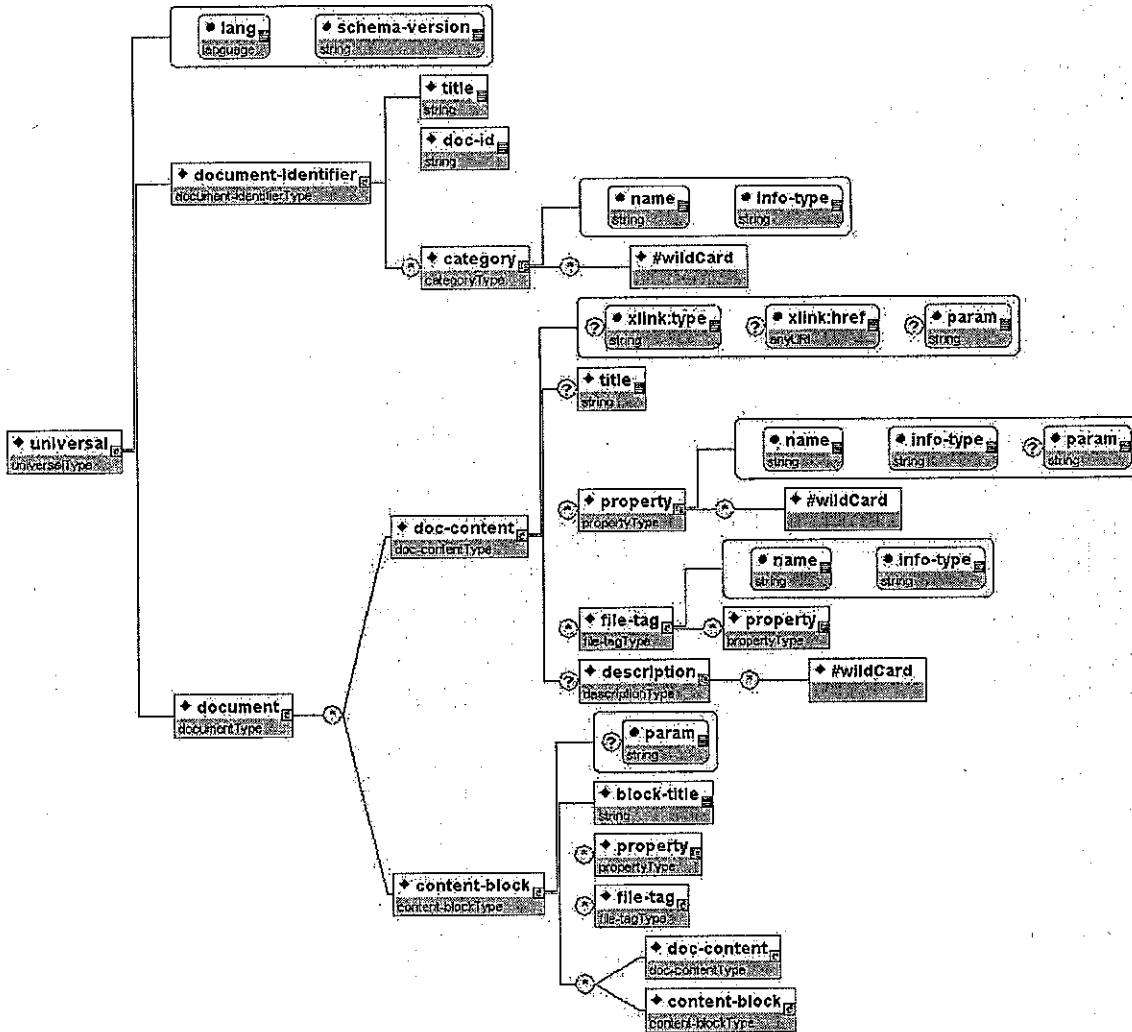 lang
language
schema-version
string
title
string
doc-id
string
document-identifier
document-identifierType
name
string
info-type
string
category
categoryType
#wildCard
xlink:type
string
xlink:href
anyURI
param
string
title
string
universal
universalType
name
string
info-type
string
param
string
property
propertyType
#wildCard
doc-content
doc-contentType
name
string
info-type
string
file-tag
file-tagType
property
propertyType
description
descriptionType
#wildCard
document
documentType
param
string
block-title
string
property
propertyType
content-block
content-blockType
file-tag
file-tagType
doc-content
doc-contentType
content-block
content-blockType